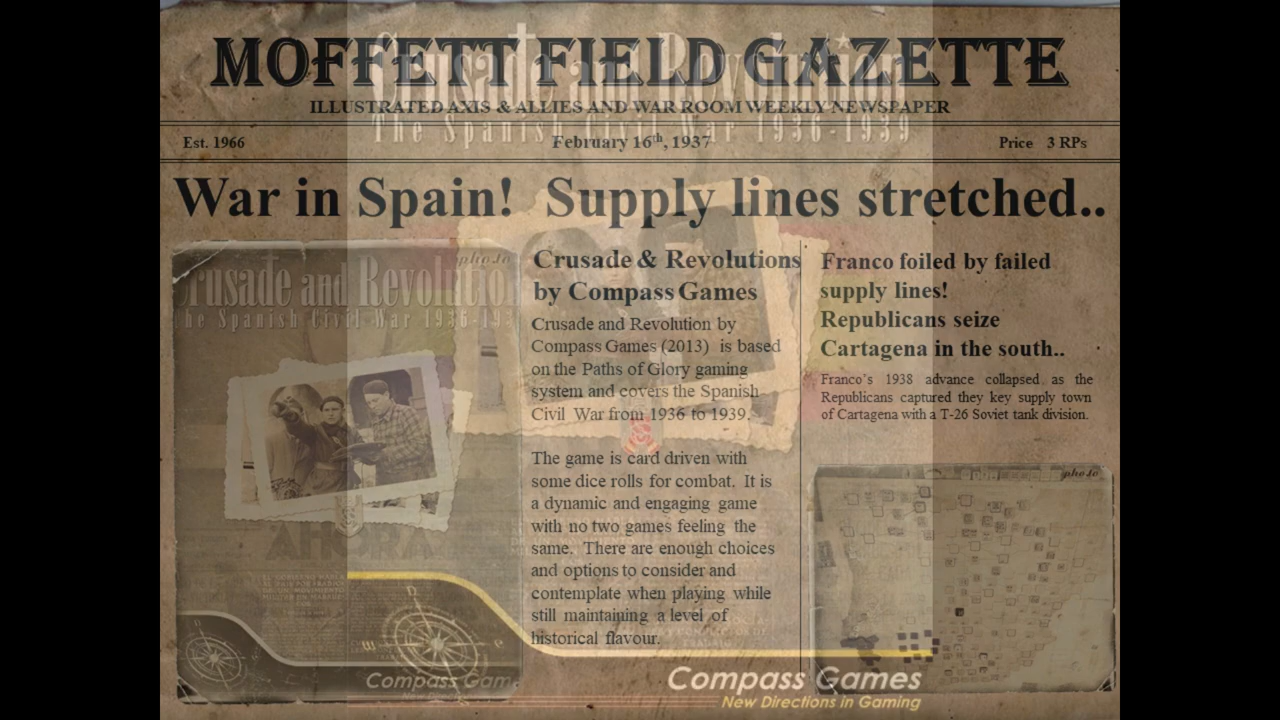 MOFFETT FIELD GAZETTE
ILLUSTRATED AXIS & ALLIES AND WAR ROOM WEEKLY NEWSPAPER
Est. 1966
February 16th, 1937
Price 3 RPs
Crusade and Revolution
The Spanish Civil War 1936-1939
War in Spain! Supply lines stretched..
photo
rusade and Revolutio
he Spanish Civil War 1936-193
AHORA
Compass Gam
Crusade & Revolutions
by Compass Games
Crusade and Revolution by
Compass Games (2013) is based
on the Paths of Glory gaming
system and covers the Spanish
Civil War from 1936 to 1939.
The game is card driven with
some dice rolls for combat. It is
a dynamic and engaging game
with no two games feeling the
same. There are enough choices
and options to consider and
contemplate when playing while
still maintaining a level of
historical flavour.
Franco foiled by failed
supply lines!
Republicans seize
Cartagena in the south..
Franco's 1938 advance collapsed as the
Republicans captured they key supply town
of Cartagena with a T-26 Soviet tank division.
photo
Compass Games
New Directions in Gaming